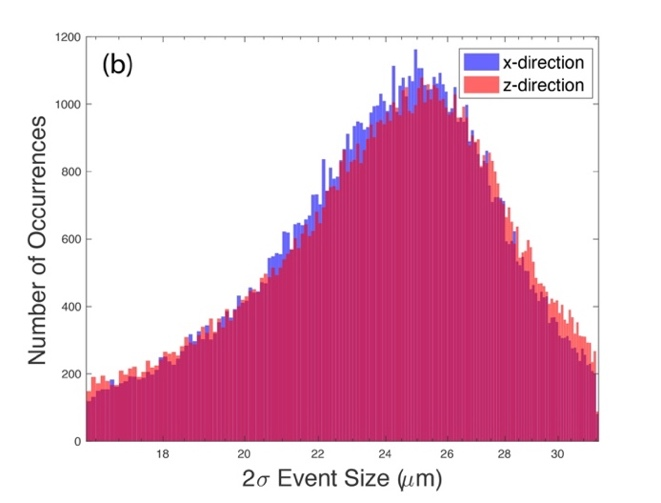 (b)
x-direction
z-direction
1200
1000
800
600
400
200
0
Number of Occurrences
18 20 22 24 26 28 30
2σ Event Size (μm)